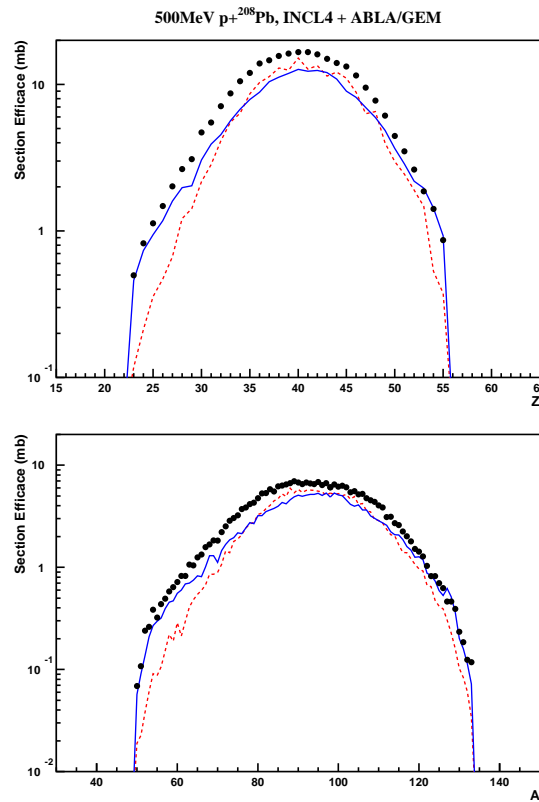 500MeV p+²⁰⁸Pb, INCL4 + ABLA/GEM
Section Efficace (mb)
10
1
10⁻¹
15 20 25 30 35 40 45 50 55 60 65
Z
Section Efficace (mb)
10
1
10⁻¹
10⁻²
40 60 80 100 120 140
A